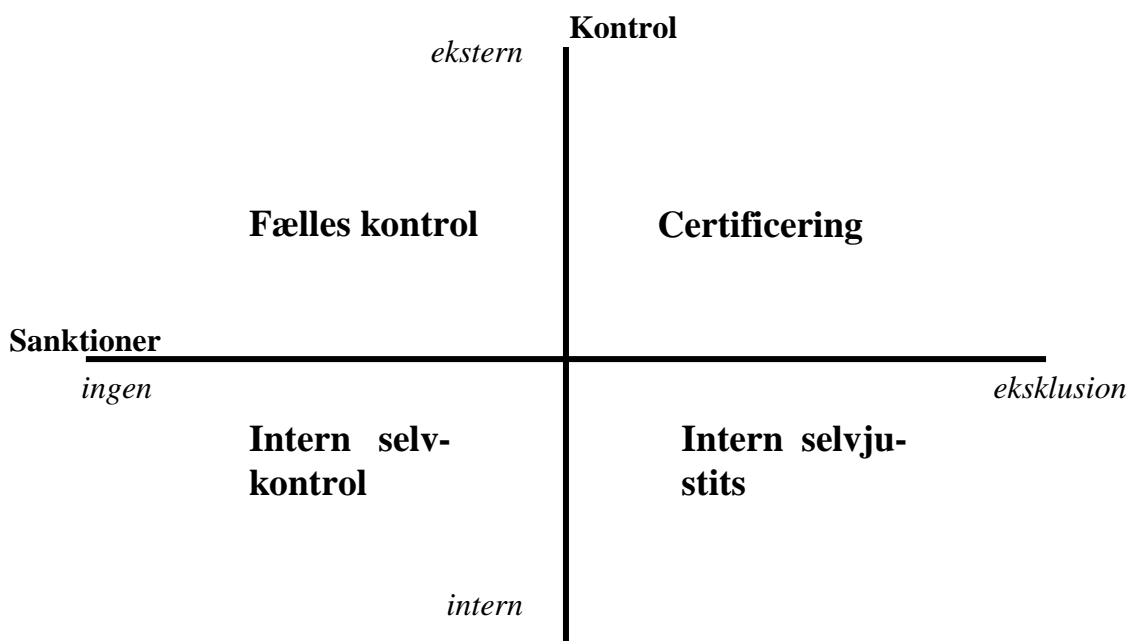 Kontrol
ekstern
Fælles kontrol
Certificering
Sanktioner
ingen
eksklusion
Intern selv-
kontrol
Intern selvju-
stits
intern